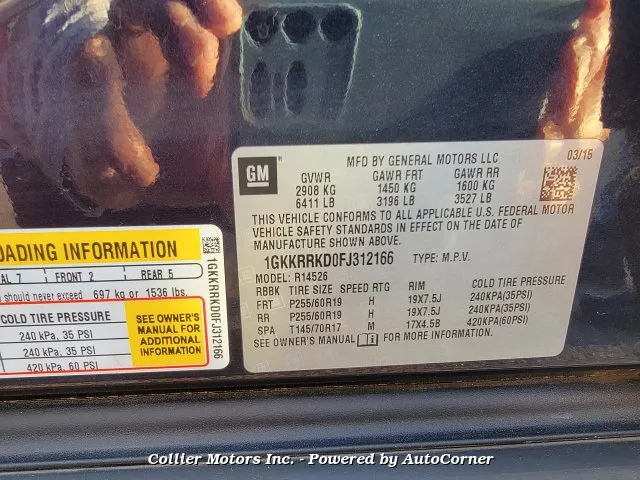 GM
MFD BY GENERAL MOTORS LLC
03/15
GVWR GAWR FRT GAWR RR
2908 KG 1450 KG 1600 KG
6411 LB 3196 LB 3527 LB
THIS VEHICLE CONFORMS TO ALL APPLICABLE U.S. FEDERAL MOTOR
VEHICLE SAFETY STANDARDS IN EFFECT ON THE DATE OF
MANUFACTURE SHOWN ABOVE.
1GKKRRKD0FJ312166 TYPE: M.P.V.
MODEL: R14526
RBKB TIRE SIZE SPEED RTG RIM COLD TIRE PRESSURE
FRT P255/60R19 H 19X7.5J 240KPA(35PSI)
RR P255/60R19 H 19X7.5J 240KPA(35PSI)
SPA T145/70R17 M 17X4.5B 420KPA(60PSI)
SEE OWNER'S MANUAL i FOR MORE INFORMATION.
OADING INFORMATION
AL 7 FRONT 2 REAR 5
should never exceed 697 kg or 1536 lbs.
COLD TIRE PRESSURE
240 kPa, 35 PSI
240 kPa, 35 PSI
420 kPa, 60 PSI
SEE OWNER'S
MANUAL FOR
ADDITIONAL
INFORMATION
1GKKRRKD0FJ312166
Collier Motors Inc. - Powered by AutoCorner